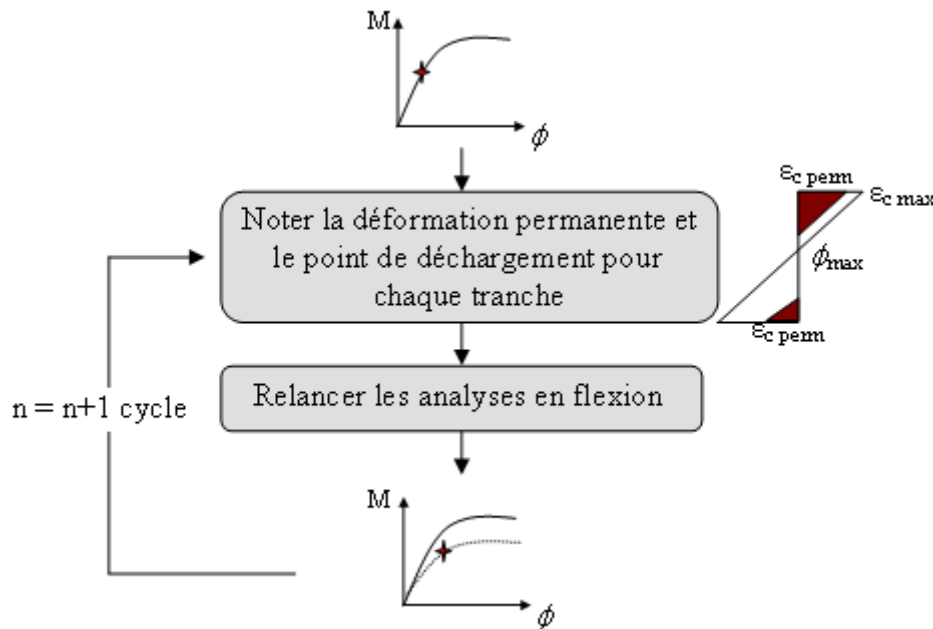 M
ϕ
Noter la déformation permanente et
le point de déchargement pour
chaque tranche
εc perm
εc max
ϕmax
εc perm
Relancer les analyses en flexion
n = n+1 cycle
M
ϕ